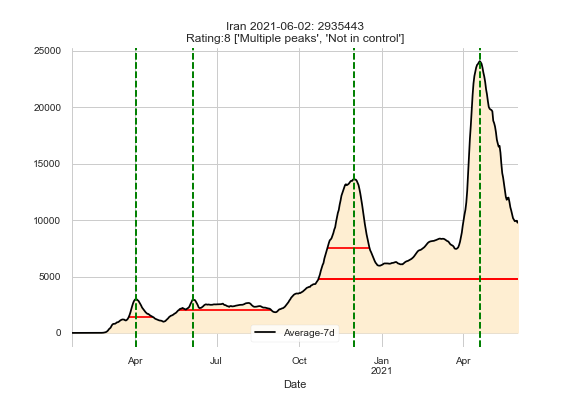 Iran 2021-06-02: 2935443
Rating:8 ['Multiple peaks', 'Not in control']
25000
20000
15000
10000
5000
0
Average-7d
Apr
Jul
Oct
Jan
2021
Apr
Date